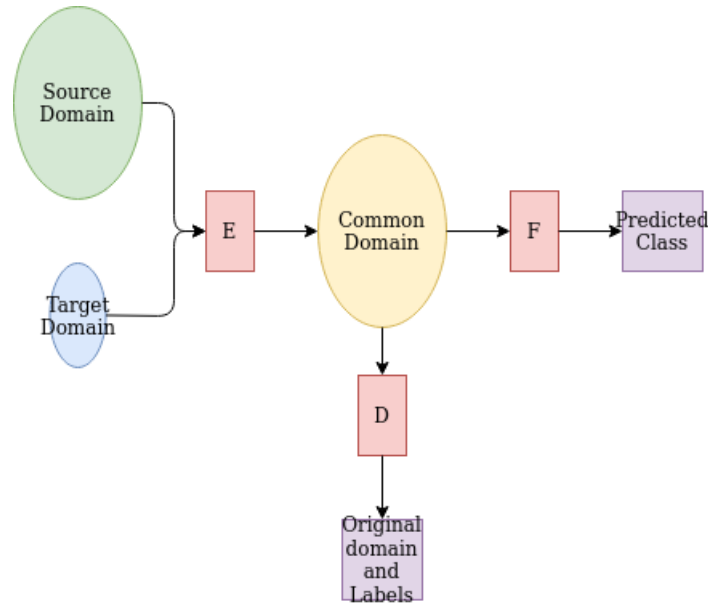 Source
Domain
Target
Domain
E
Common
Domain
F
Predicted
Class
D
Original
domain
and
Labels